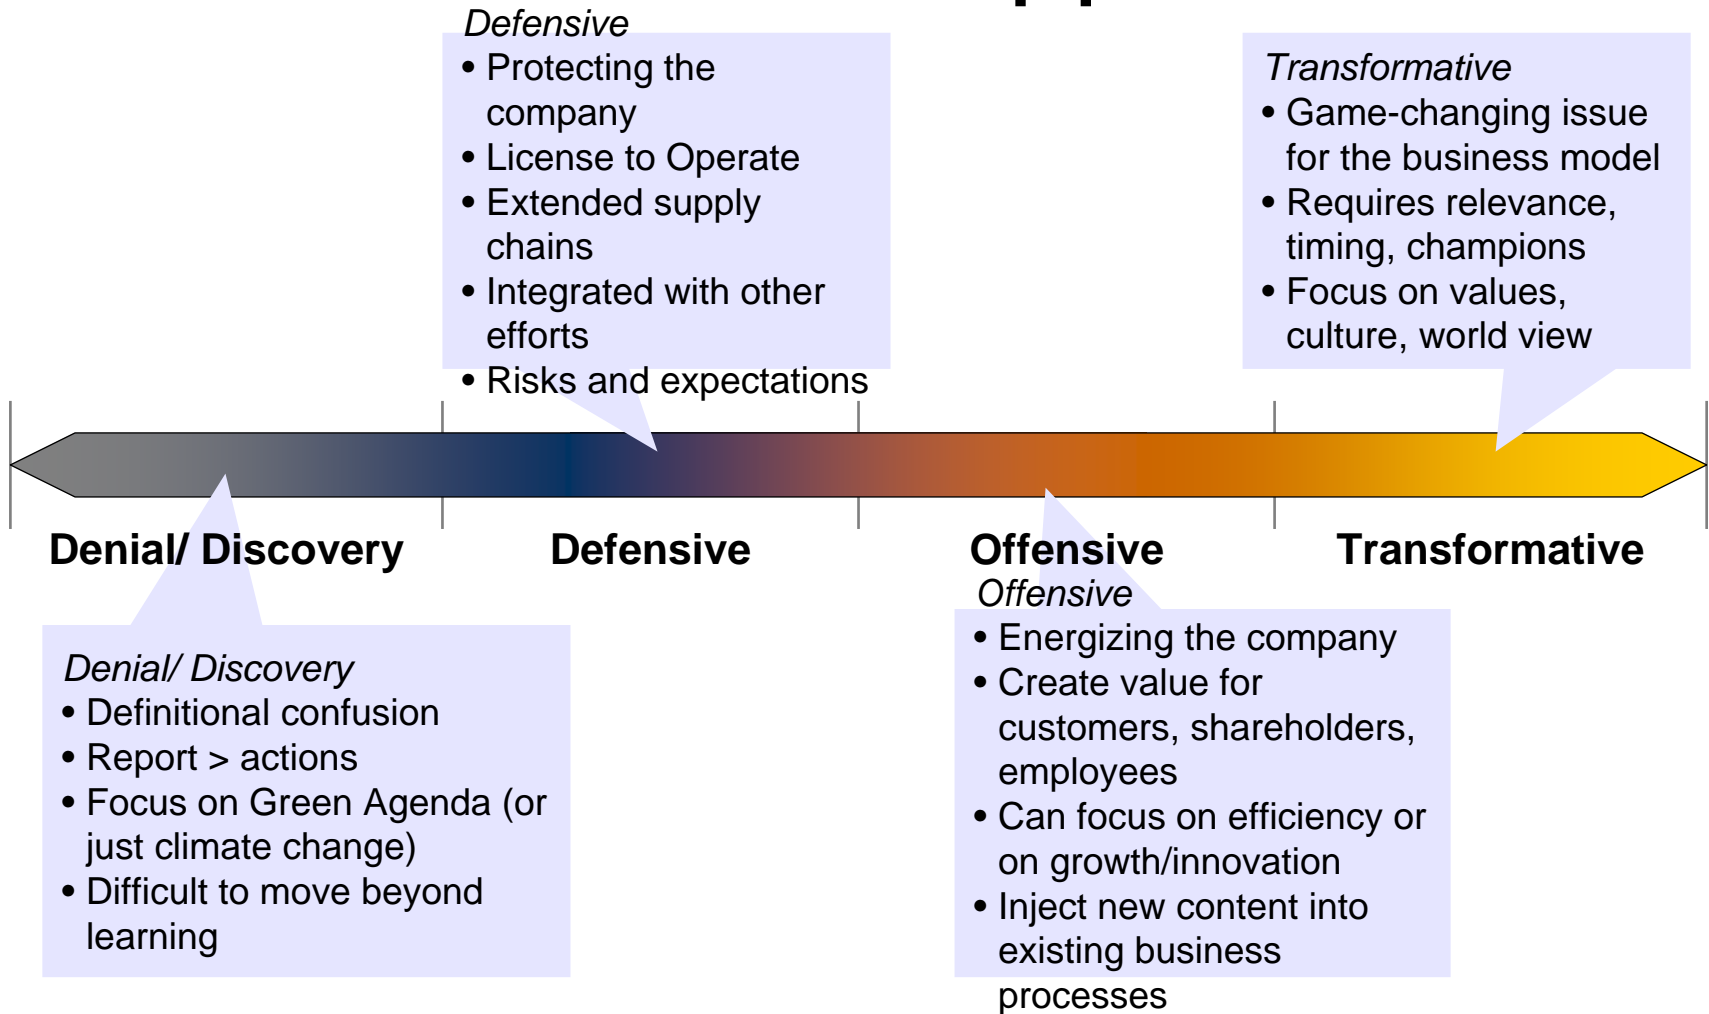 Defensive
• Protecting the
company
• License to Operate
• Extended supply
chains
• Integrated with other
efforts
• Risks and expectations
Transformative
• Game-changing issue
for the business model
• Requires relevance,
timing, champions
• Focus on values,
culture, world view
Denial/ Discovery
Defensive
Offensive
Transformative
Denial/ Discovery
• Definitional confusion
• Report > actions
• Focus on Green Agenda (or
just climate change)
• Difficult to move beyond
learning
Offensive
• Energizing the company
• Create value for
customers, shareholders,
employees
• Can focus on efficiency or
on growth/innovation
• Inject new content into
existing business
processes